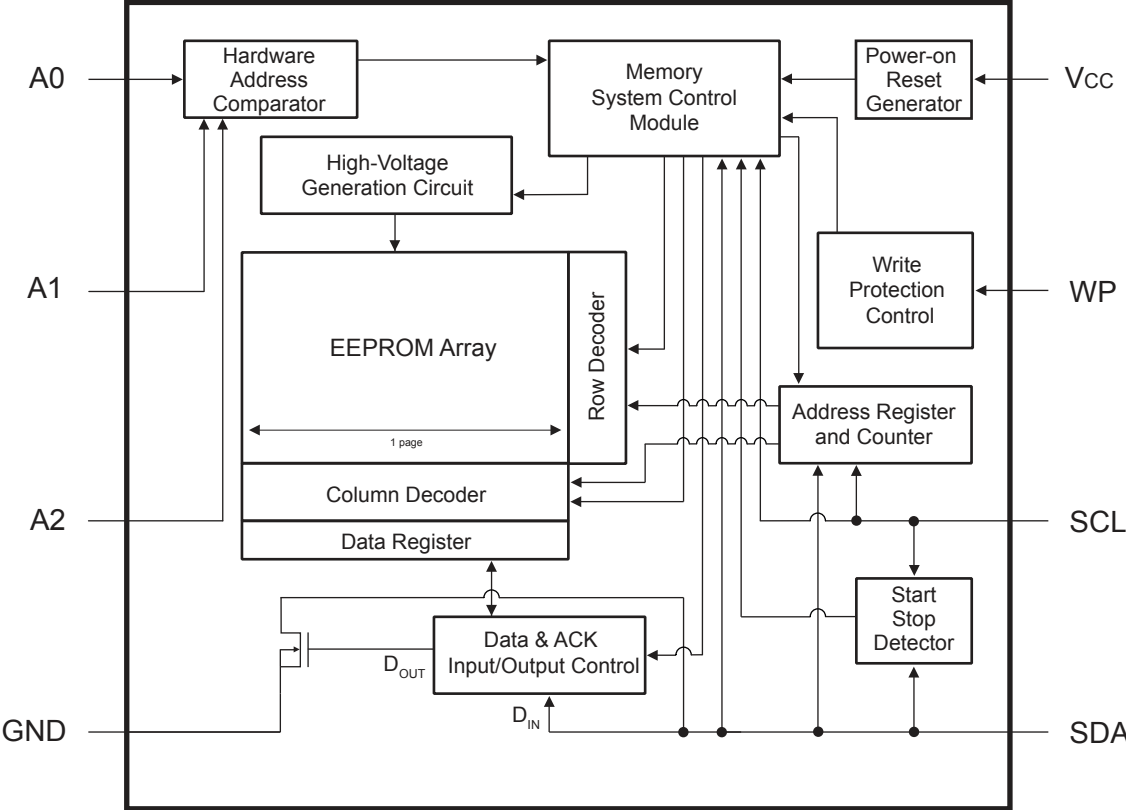 A0
Hardware
Address
Comparator
Memory
System Control
Module
Power-on
Reset
Generator
VCC
High-Voltage
Generation Circuit
A1
EEPROM Array
1 page
Row Decoder
Write
Protection
Control
WP
Address Register
and Counter
Column Decoder
Data Register
A2
SCL
Start
Stop
Detector
Data & ACK
Input/Output Control
DOUT
DIN
GND
SDA